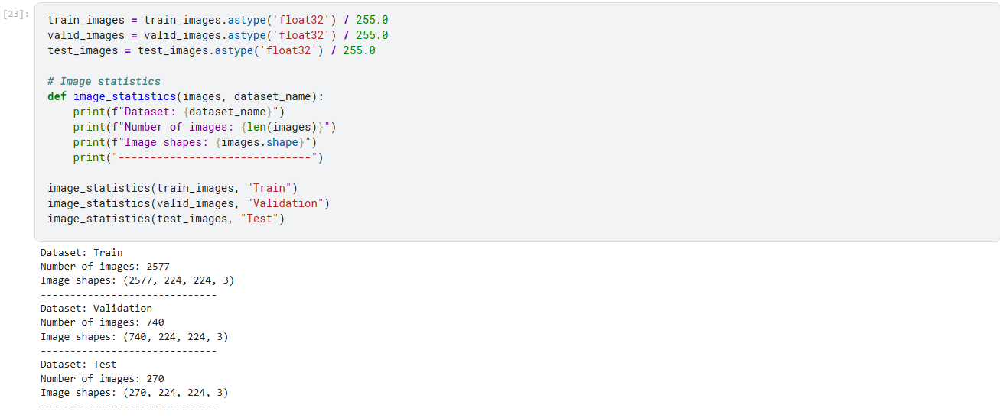 [23]:
train_images = train_images.astype('float32') / 255.0
valid_images = valid_images.astype('float32') / 255.0
test_images = test_images.astype('float32') / 255.0
# Image statistics
def image_statistics(images, dataset_name):
    print(f"Dataset: {dataset_name}")
    print(f"Number of images: {len(images)}")
    print(f"Image shapes: {images.shape}")
    print("------------------------------")
image_statistics(train_images, "Train")
image_statistics(valid_images, "Validation")
image_statistics(test_images, "Test")
Dataset: Train
Number of images: 2577
Image shapes: (2577, 224, 224, 3)
------------------------------
Dataset: Validation
Number of images: 740
Image shapes: (740, 224, 224, 3)
------------------------------
Dataset: Test
Number of images: 270
Image shapes: (270, 224, 224, 3)
------------------------------